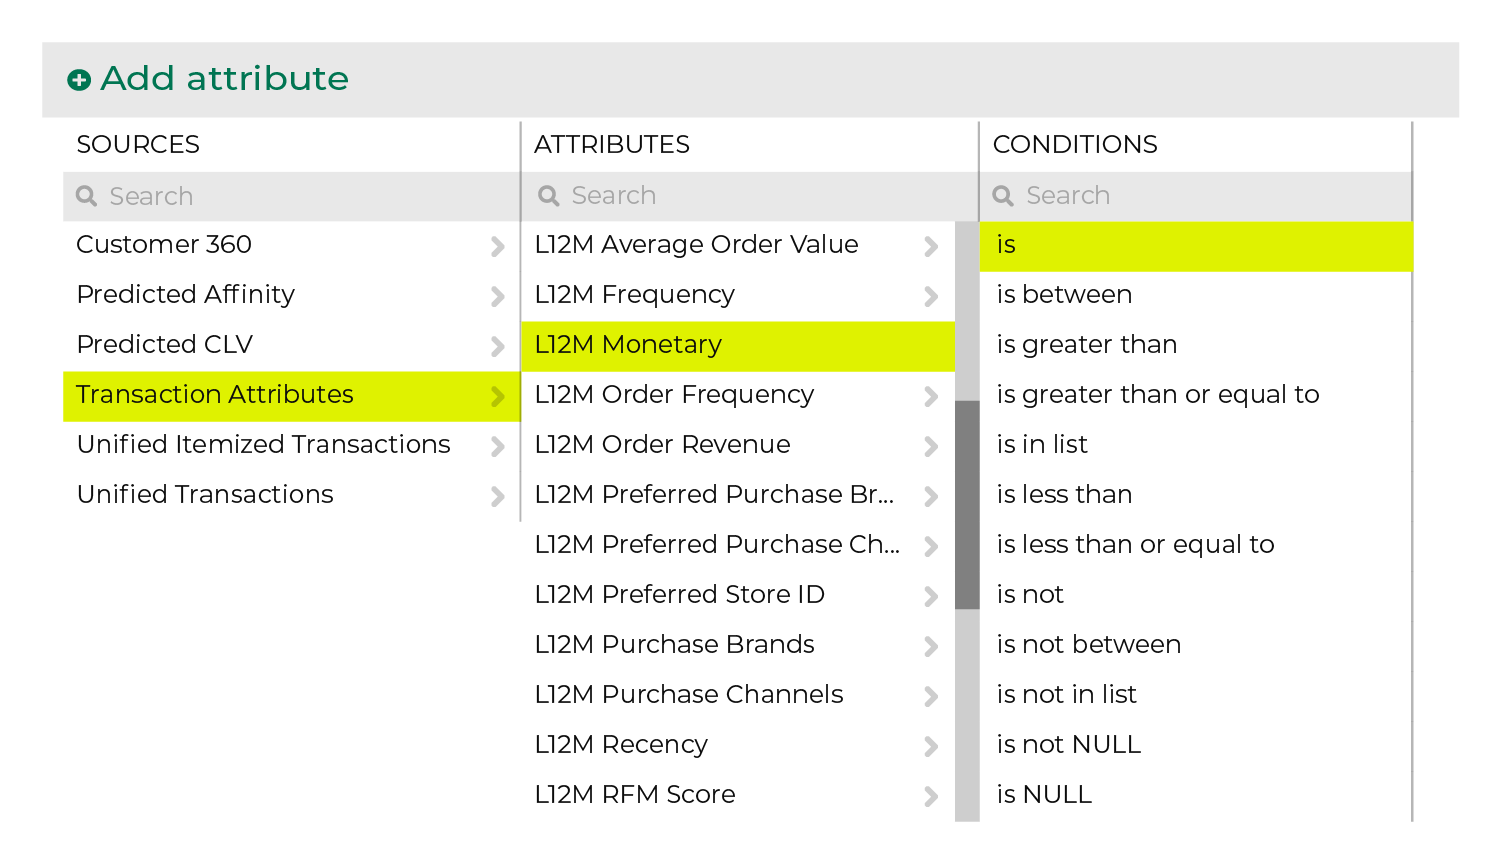 Add attribute
SOURCES
Search
Customer 360
Predicted Affinity
Predicted CLV
Transaction Attributes
Unified Itemized Transactions
Unified Transactions
ATTRIBUTES
Search
L12M Average Order Value
L12M Frequency
L12M Monetary
L12M Order Frequency
L12M Order Revenue
L12M Preferred Purchase Br...
L12M Preferred Purchase Ch...
L12M Preferred Store ID
L12M Purchase Brands
L12M Purchase Channels
L12M Recency
L12M RFM Score
CONDITIONS
Search
is
is between
is greater than
is greater than or equal to
is in list
is less than
is less than or equal to
is not
is not between
is not in list
is not NULL
is NULL